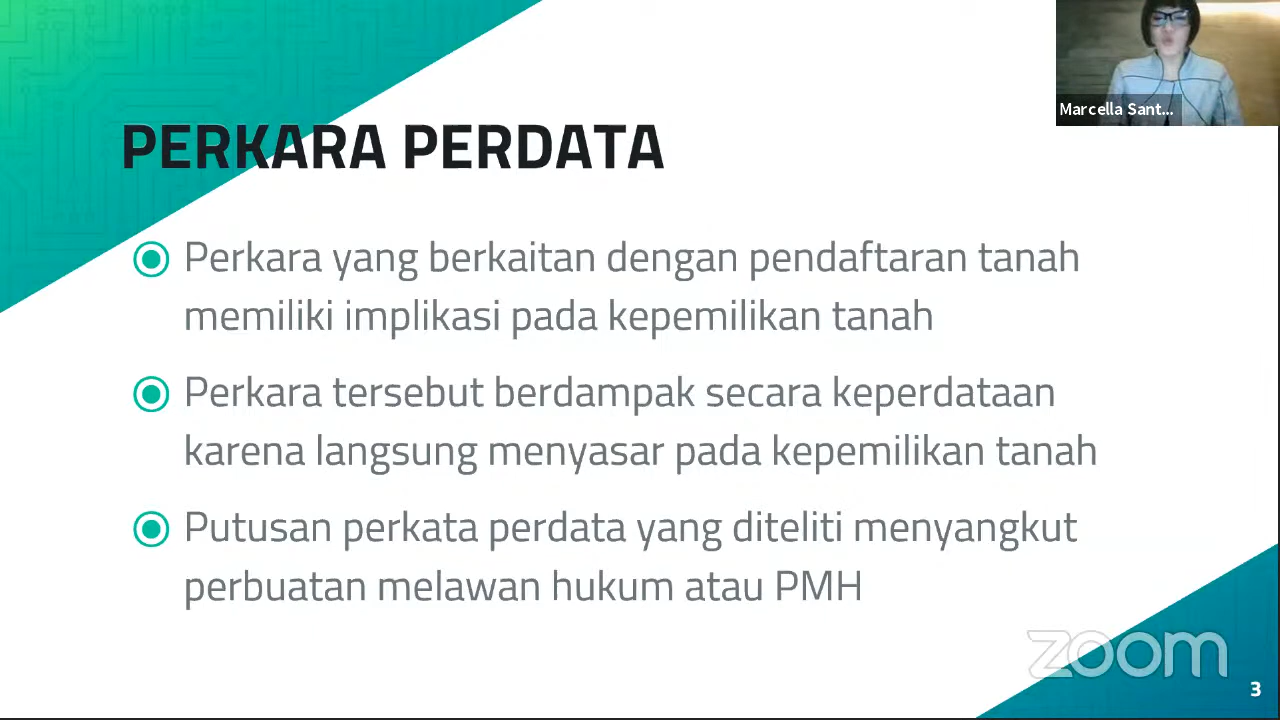 Marcella Sant...
PERKARA PERDATA
Perkara yang berkaitan dengan pendaftaran tanah
memiliki implikasi pada kepemilikan tanah
Perkara tersebut berdampak secara keperdataan
karena langsung menyasar pada kepemilikan tanah
Putusan perkata perdata yang diteliti menyangkut
perbuatan melawan hukum atau PMH
zoom
3